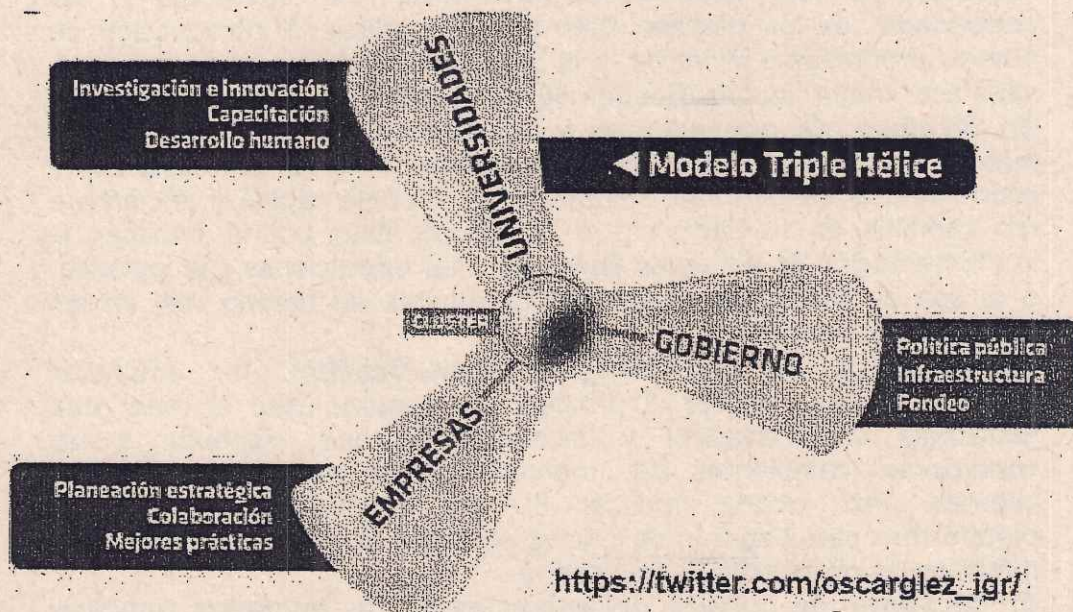 UNIVERSIDADES
Investigación e innovación
Capacitación
Desarrollo humano
◄ Modelo Triple Hélice
CLUSTER
GOBIERNO
Política pública
Infraestructura
Fondeo
EMPRESAS
Planeación estratégica
Colaboración
Mejores prácticas
https://twitter.com/oscarglez_igr/